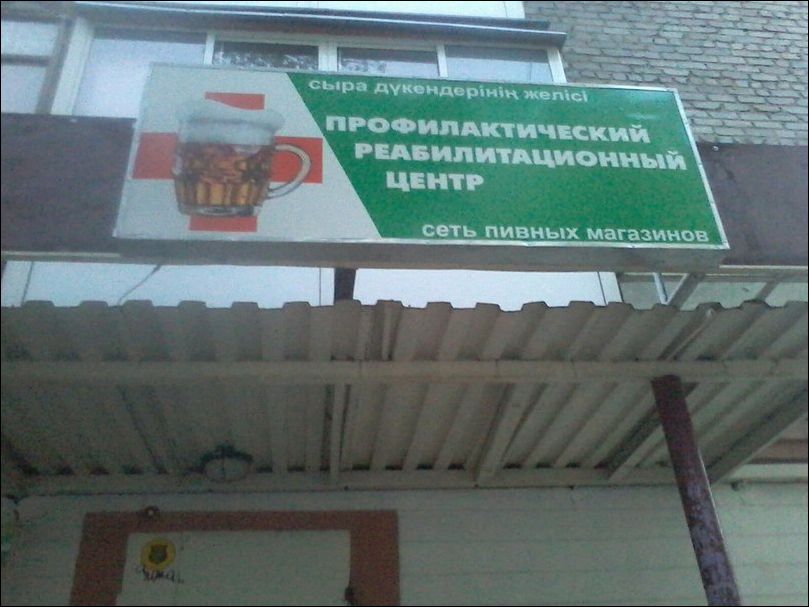 сыра дүкендерінің желісі
ПРОФИЛАКТИЧЕСКИЙ
РЕАБИЛИТАЦИОННЫЙ
ЦЕНТР
сеть пивных магазинов